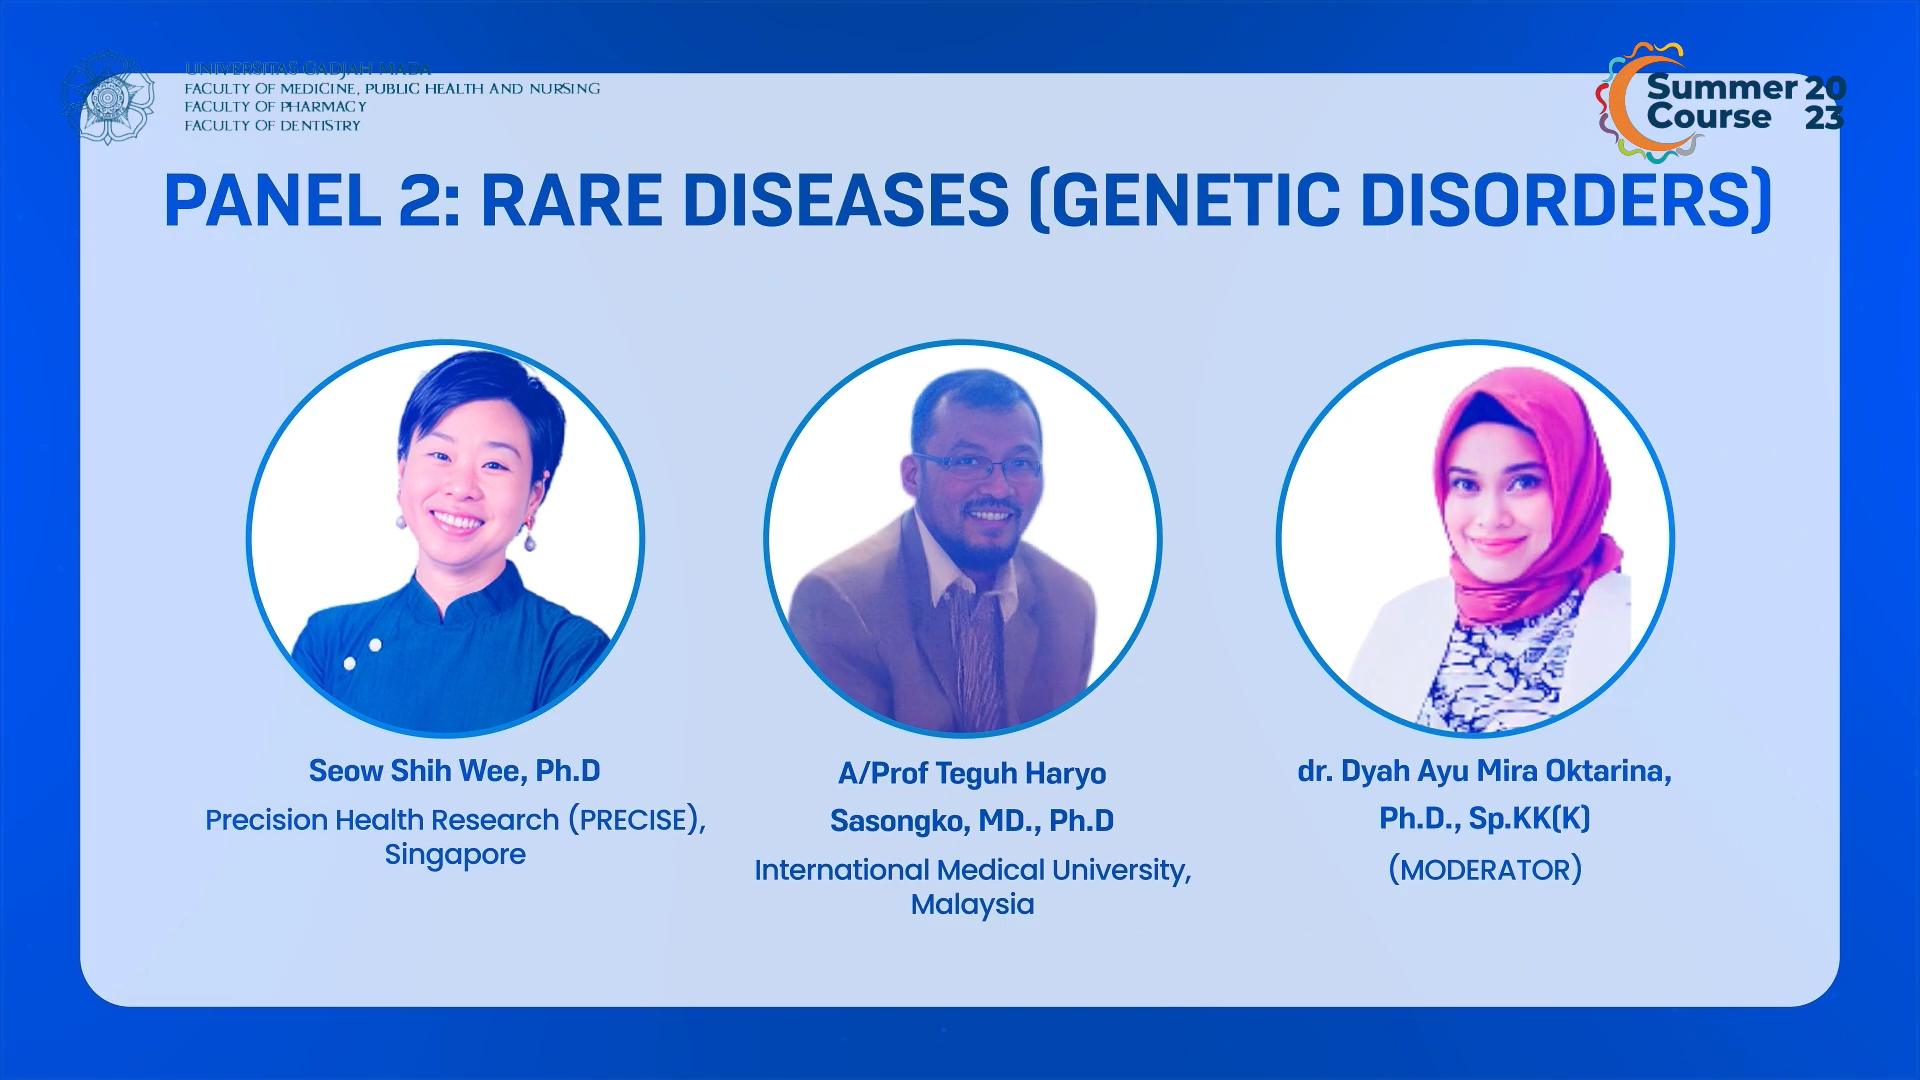 UNIVERSITAS GADJAH MADA
FACULTY OF MEDICINE, PUBLIC HEALTH AND NURSING
FACULTY OF PHARMACY
FACULTY OF DENTISTRY
Summer 20
Course 23
PANEL 2: RARE DISEASES (GENETIC DISORDERS)
Seow Shih Wee, Ph.D
Precision Health Research (PRECISE),
Singapore
A/Prof Teguh Haryo
Sasongko, MD., Ph.D
International Medical University,
Malaysia
dr. Dyah Ayu Mira Oktarina,
Ph.D., Sp.KK(K)
(MODERATOR)